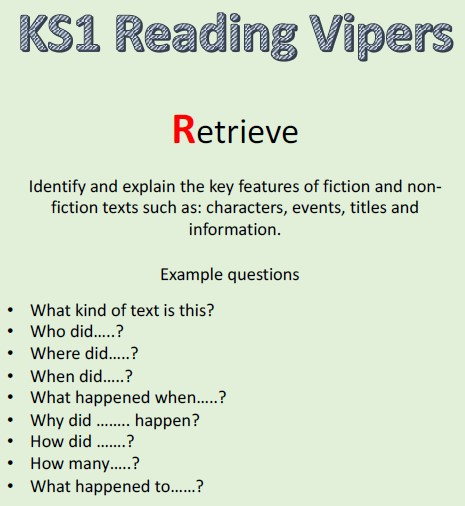 KS1 Reading Vipers
Retrieve
Identify and explain the key features of fiction and non-
fiction texts such as: characters, events, titles and
information.
Example questions
• What kind of text is this?
• Who did…..?
• Where did…..?
• When did…..?
• What happened when…..?
• Why did …….. happen?
• How did …….?
• How many…..?
• What happened to……?